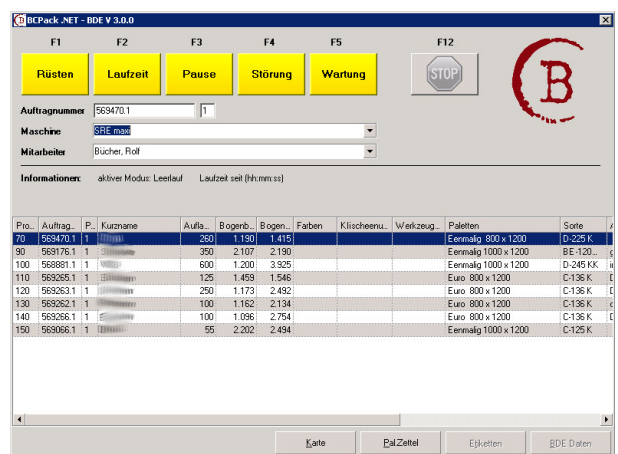 BCPack .NET - BDE V 3.0.0
F1 F2 F3 F4 F5 F12
Rüsten Laufzeit Pause Störung Wartung STOP
B
Auftragnummer 569470.1 1
Maschine SRE maxi
Mitarbeiter Bücher, Rolf
Informationen: aktiver Modus: Leerlauf Laufzeit seit (hh:mm:ss)
Pro... Auftrag... P... Kurzname Aufla... Bogenb... Bogen... Farben Klischeenu... Werkzeug... Paletten Sorte
70 569470.1 1 260 1.190 1.415 Eenmalig 800 x 1200 D-225 K
90 569176.1 1 350 2.107 2.190 Eenmalig 1000 x 1200 BE-120...
100 568881.1 1 600 1.200 3.925 Eenmalig 1000 x 1200 D-245 KK
110 569265.1 1 125 1.459 1.546 Euro 800 x 1200 C-136 K
120 569263.1 1 250 1.173 2.492 Euro 800 x 1200 C-136 K
130 569262.1 1 100 1.162 2.134 Euro 800 x 1200 C-136 K
140 569266.1 1 100 1.096 2.754 Euro 800 x 1200 C-136 K
150 569066.1 1 55 2.202 2.494 Eenmalig 1000 x 1200 C-125 K
Karte Pal.Zettel Etiketten BDE Daten